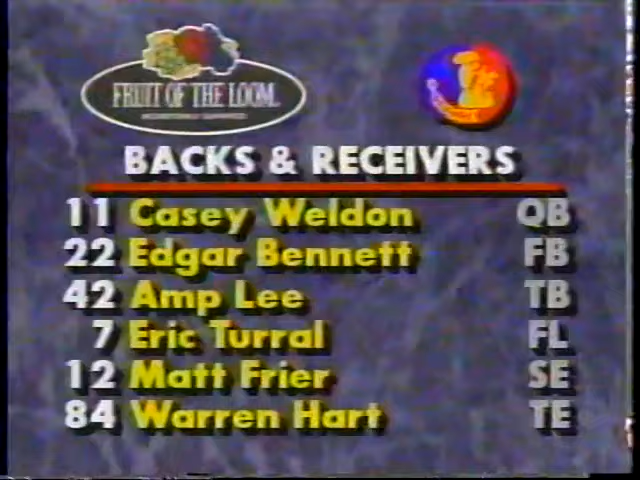 FRUIT OF THE LOOM.
BACKS & RECEIVERS
11 Casey Weldon QB
22 Edgar Bennett FB
42 Amp Lee TB
7 Eric Turral FL
12 Matt Frier SE
84 Warren Hart TE